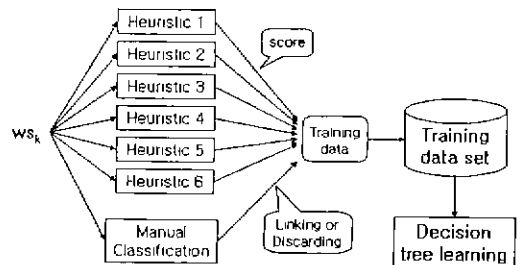 Heuristic 1
Heuristic 2
Heuristic 3
Heuristic 4
Heuristic 5
Heuristic 6
wsk
Manual
Classification
score
Training
data
Linking or
Discarding
Training
data set
Decision
tree learning